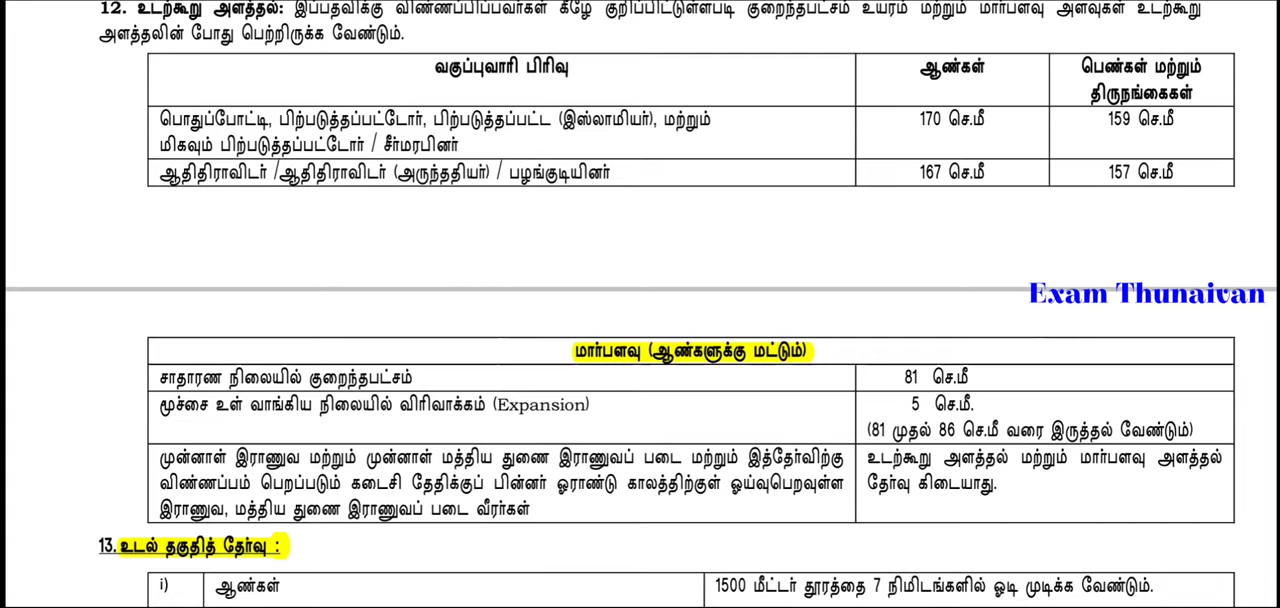 12. உடற்கூறு அளத்தல்: இப்பதவிக்கு விண்ணப்பிப்பவர்கள் கீழே குறிப்பிட்டுள்ளபடி குறைந்தபட்சம் உயரம் மற்றும் மார்பளவு அளவுகள் உடற்கூறு
அளத்தலின் போது பெற்றிருக்க வேண்டும்.
வகுப்புவாரி பிரிவு ஆண்கள் பெண்கள் மற்றும்
திருநங்கைகள்
பொதுப்போட்டி, பிற்படுத்தப்பட்டோர், பிற்படுத்தப்பட்ட (இஸ்லாமியர்), மற்றும் 170 செ.மீ 159 செ.மீ
மிகவும் பிற்படுத்தப்பட்டோர் / சீர்மரபினர்
ஆதிதிராவிடர் /ஆதிதிராவிடர் (அருந்ததியர்) / பழங்குடியினர் 167 செ.மீ 157 செ.மீ
Exam Thunaivan
மார்பளவு (ஆண்களுக்கு மட்டும்)
சாதாரண நிலையில் குறைந்தபட்சம் 81 செ.மீ
மூச்சை உள் வாங்கிய நிலையில் விரிவாக்கம் (Expansion) 5 செ.மீ.
(81 முதல் 86 செ.மீ வரை இருத்தல் வேண்டும்)
முன்னாள் இராணுவ மற்றும் முன்னாள் மத்திய துணை இராணுவப் படை மற்றும் இத்தேர்விற்கு உடற்கூறு அளத்தல் மற்றும் மார்பளவு அளத்தல்
விண்ணப்பம் பெறப்படும் கடைசி தேதிக்குப் பின்னர் ஓராண்டு காலத்திற்குள் ஓய்வுபெறவுள்ள தேர்வு கிடையாது.
இராணுவ, மத்திய துணை இராணுவப் படை வீரர்கள்
13. உடல் தகுதித் தேர்வு :
i) ஆண்கள் 1500 மீட்டர் தூரத்தை 7 நிமிடங்களில் ஓடி முடிக்க வேண்டும்.